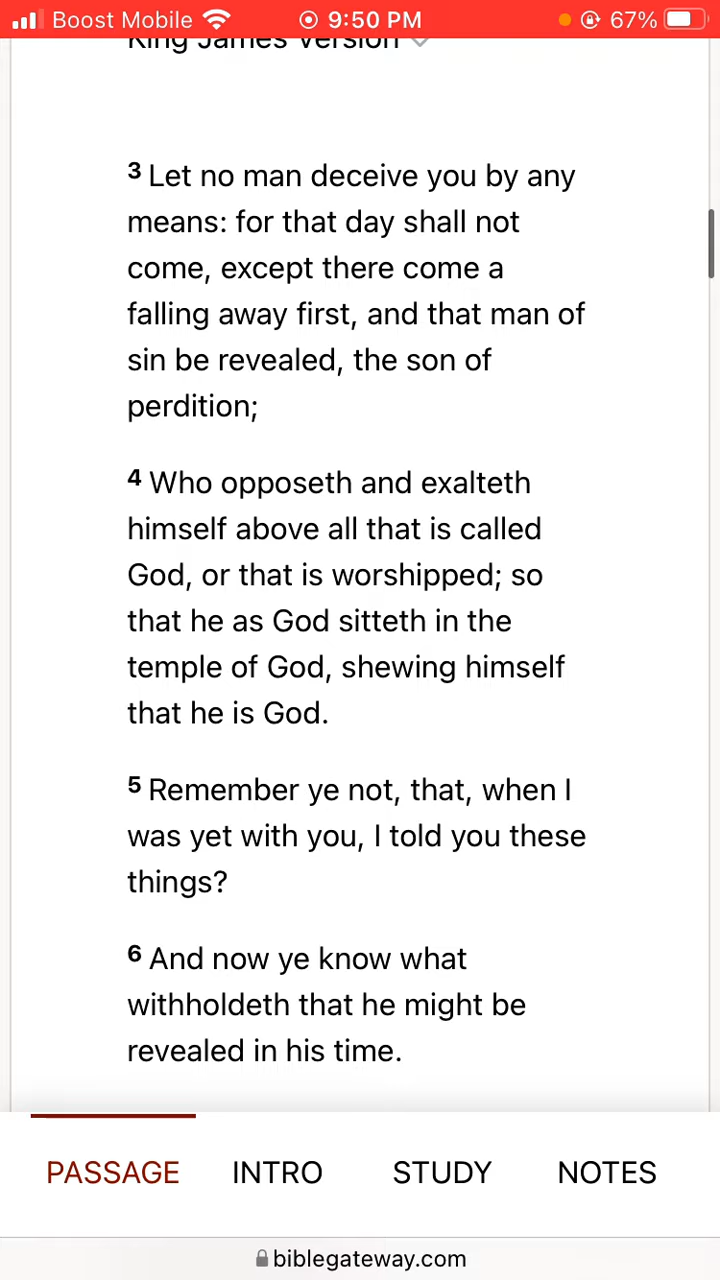 Boost Mobile 9:50 PM 67%
King James Version
3 Let no man deceive you by any
means: for that day shall not
come, except there come a
falling away first, and that man of
sin be revealed, the son of
perdition;
4 Who opposeth and exalteth
himself above all that is called
God, or that is worshipped; so
that he as God sitteth in the
temple of God, shewing himself
that he is God.
5 Remember ye not, that, when I
was yet with you, I told you these
things?
6 And now ye know what
withholdeth that he might be
revealed in his time.
PASSAGE INTRO STUDY NOTES
biblegateway.com